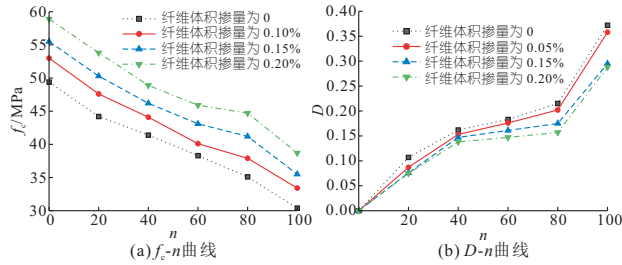 (a)
f_c/MPa
60
55
50
45
40
35
30
0 20 40 60 80 100
n
纤维体积掺量为 0
纤维体积掺量为 0.10%
纤维体积掺量为 0.15%
纤维体积掺量为 0.20%
(a) f_c-n曲线
D
0.40
0.35
0.30
0.25
0.20
0.15
0.10
0.05
0.00
20 40 60 80 100
n
纤维体积掺量为 0
纤维体积掺量为 0.05%
纤维体积掺量为 0.15%
纤维体积掺量为 0.20%
(b) D-n曲线